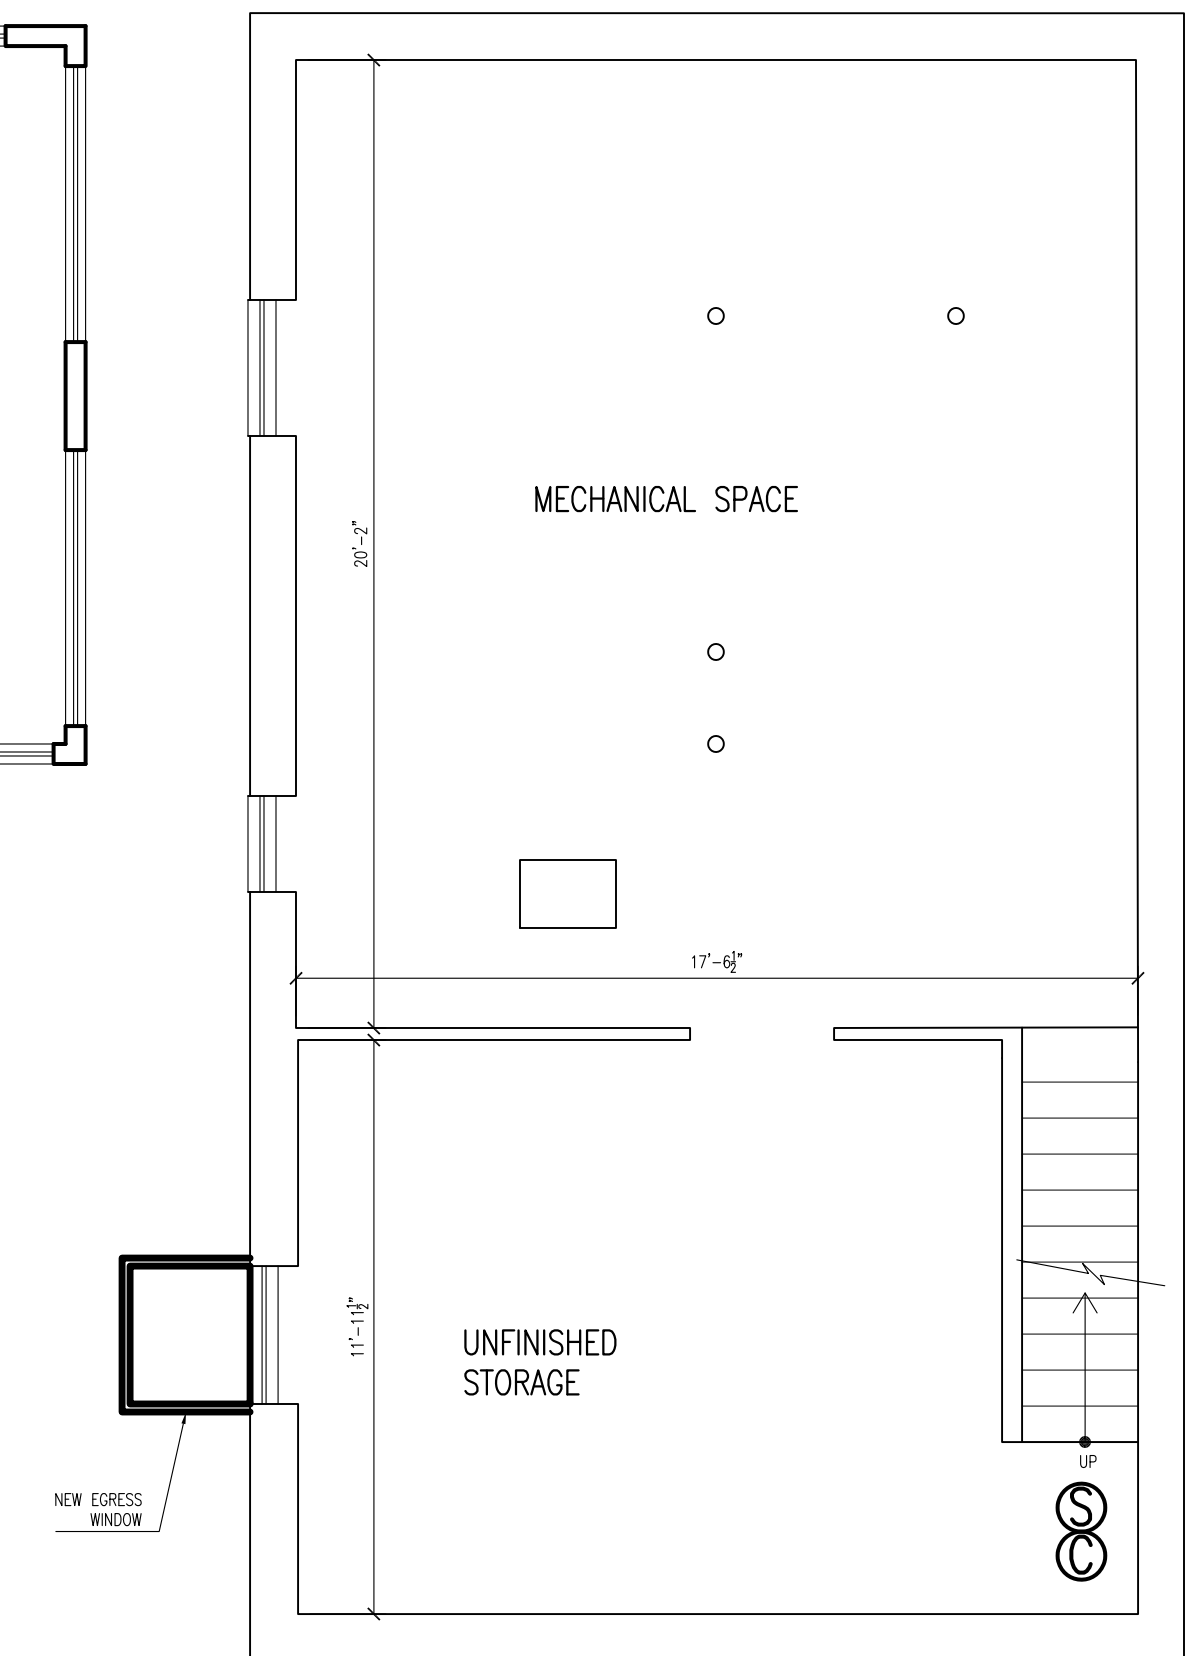 MECHANICAL SPACE
20'-2"
17'-6½"
11'-11½"
UNFINISHED
STORAGE
UP
NEW EGRESS
WINDOW
S
C